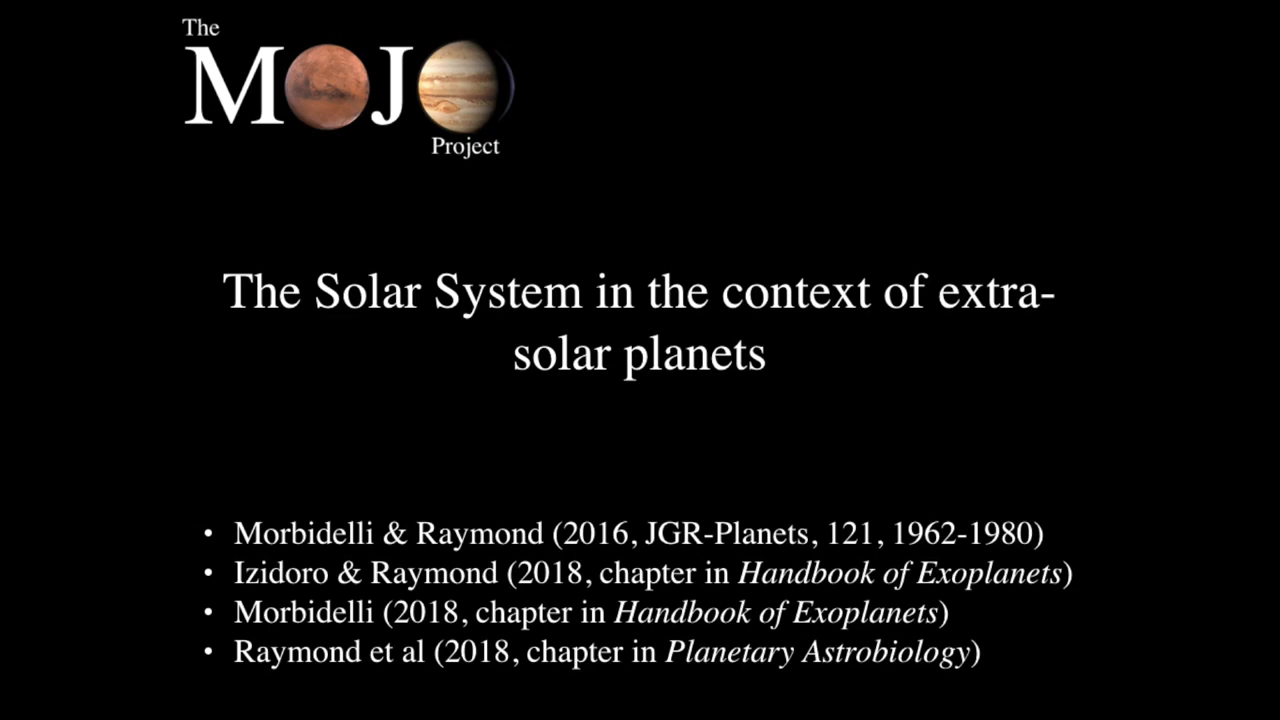 The
MOJO
Project
The Solar System in the context of extra-
solar planets
• Morbidelli & Raymond (2016, JGR-Planets, 121, 1962-1980)
• Izidoro & Raymond (2018, chapter in Handbook of Exoplanets)
• Morbidelli (2018, chapter in Handbook of Exoplanets)
• Raymond et al (2018, chapter in Planetary Astrobiology)